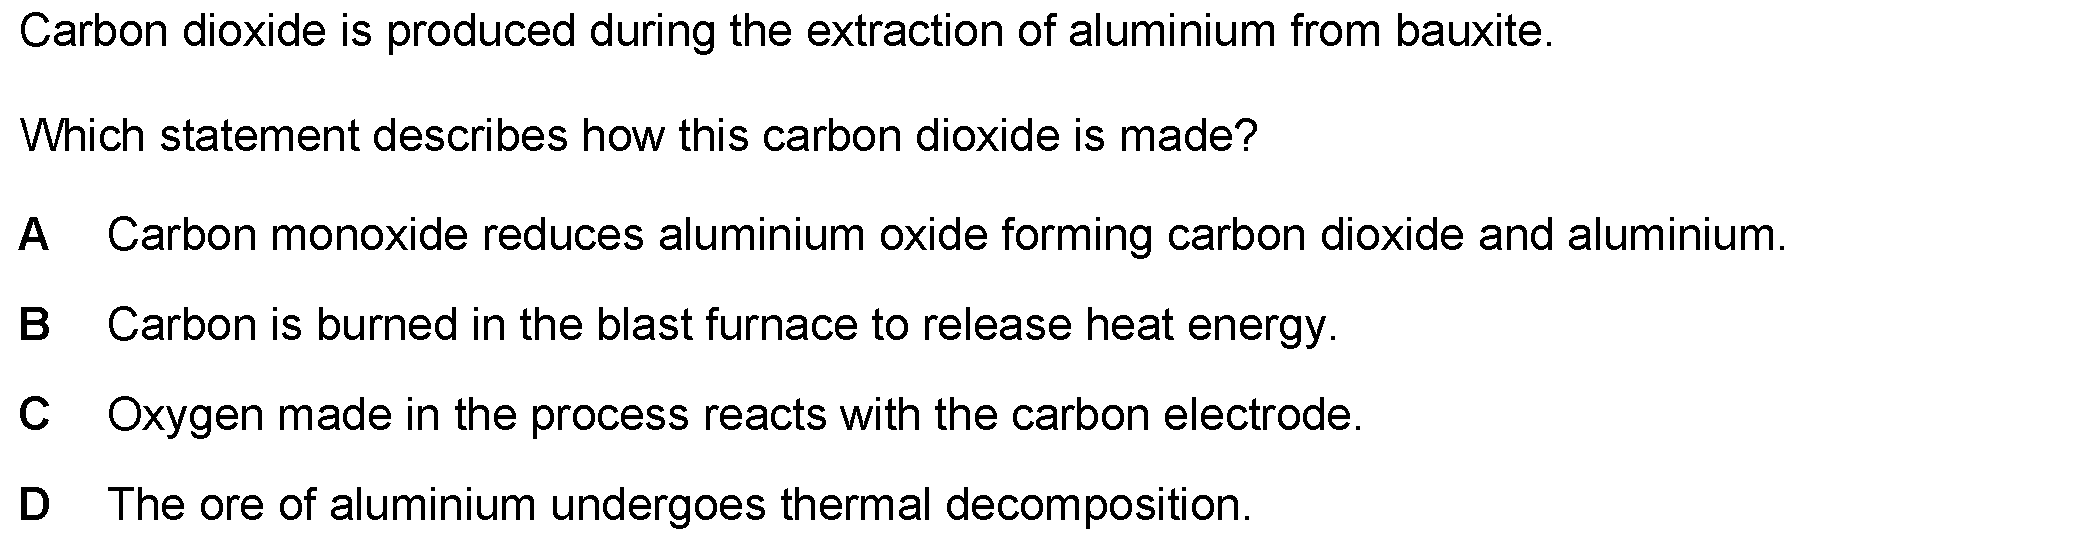 Carbon dioxide is produced during the extraction of aluminium from bauxite.
Which statement describes how this carbon dioxide is made?
A Carbon monoxide reduces aluminium oxide forming carbon dioxide and aluminium.
B Carbon is burned in the blast furnace to release heat energy.
C Oxygen made in the process reacts with the carbon electrode.
D The ore of aluminium undergoes thermal decomposition.